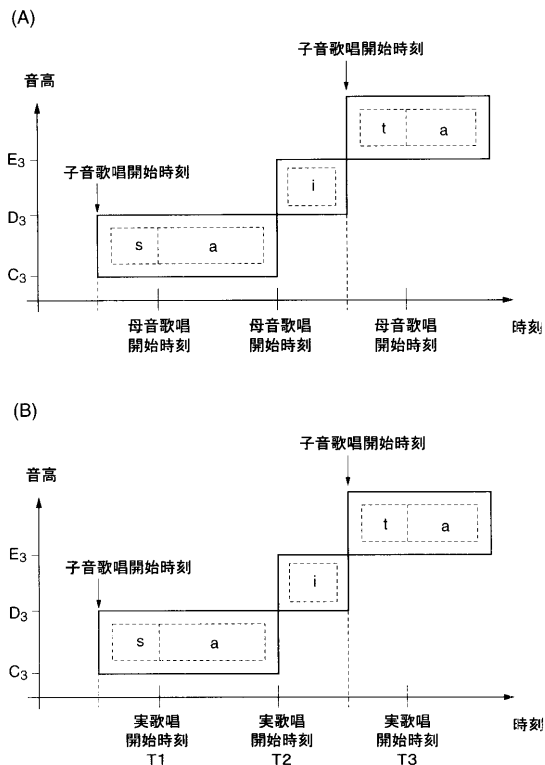 (A)
子音歌唱開始時刻
音高
t a
E3
子音歌唱開始時刻
i
D3
s a
C3
母音歌唱 母音歌唱 母音歌唱 時刻
開始時刻 開始時刻 開始時刻
(B)
子音歌唱開始時刻
音高
t a
E3
子音歌唱開始時刻
i
D3
s a
C3
実歌唱 実歌唱 実歌唱 時刻
開始時刻 開始時刻 開始時刻
T1 T2 T3